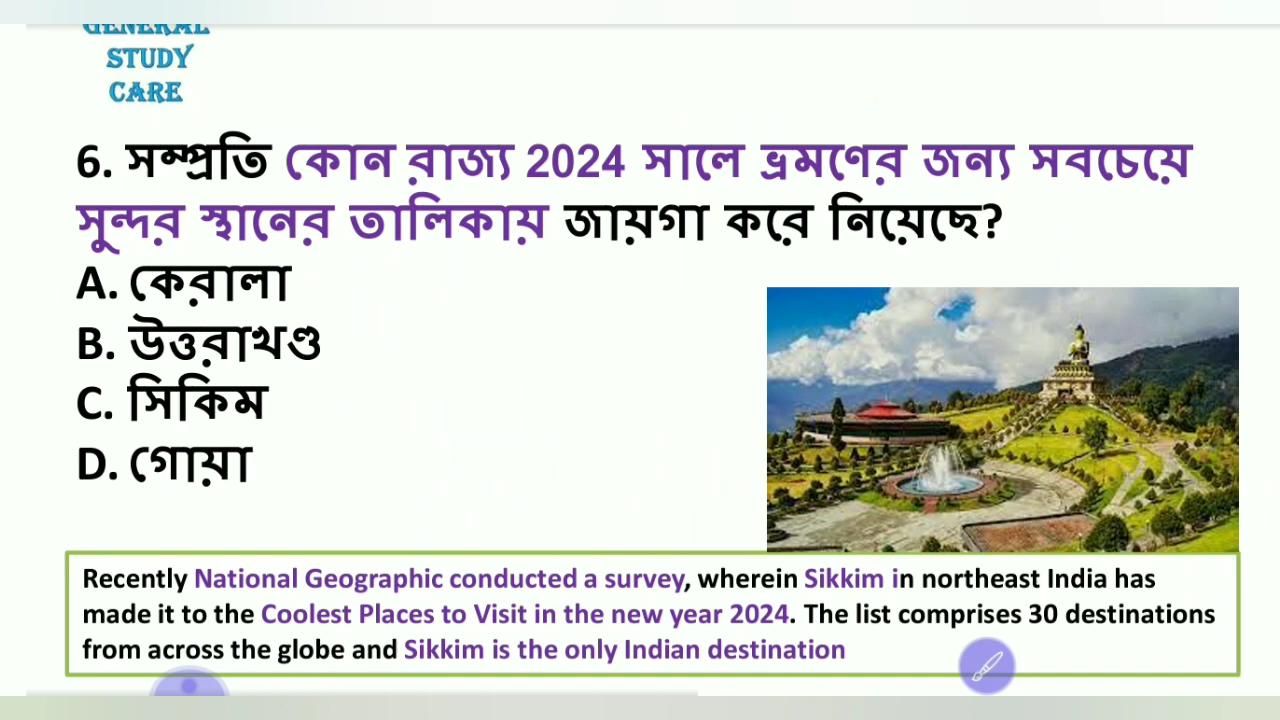 GENERAL
STUDY
CARE
6. সম্প্রতি কোন রাজ্য 2024 সালে ভ্রমণের জন্য সবচেয়ে
সুন্দর স্থানের তালিকায় জায়গা করে নিয়েছে?
A. কেরালা
B. উত্তরাখণ্ড
C. সিকিম
D. গোয়া
Recently National Geographic conducted a survey, wherein Sikkim in northeast India has
made it to the Coolest Places to Visit in the new year 2024. The list comprises 30 destinations
from across the globe and Sikkim is the only Indian destination